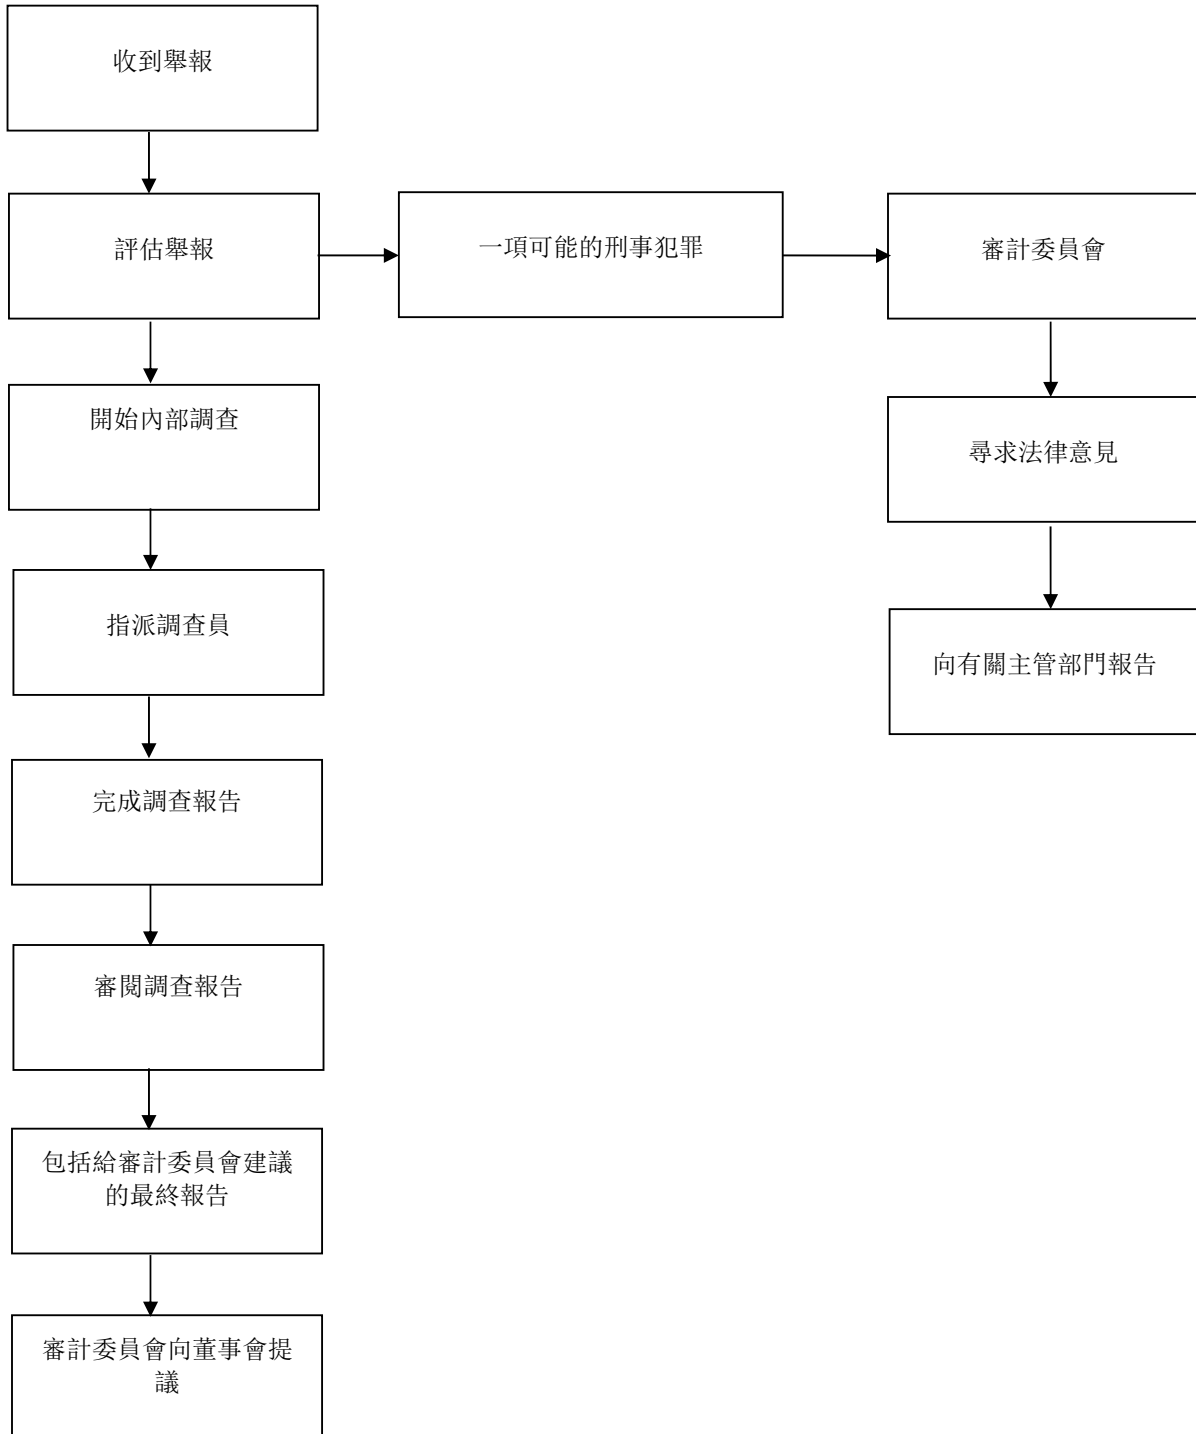 收到舉報
評估舉報
一項可能的刑事犯罪
審計委員會
開始內部調查
尋求法律意見
指派調查員
向有關主管部門報告
完成調查報告
審閱調查報告
包括給審計委員會建議
的最終報告
審計委員會向董事會提
議